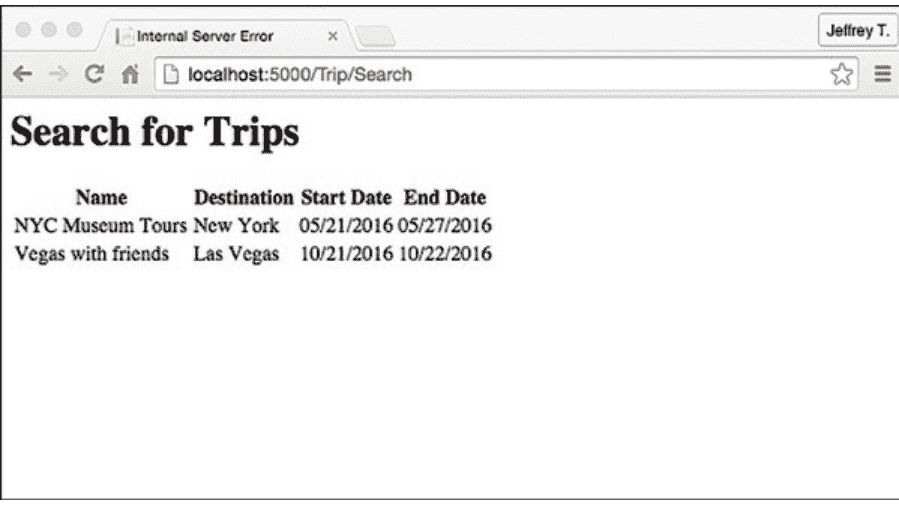 Internal Server Error
Jeffrey T.
localhost:5000/Trip/Search
Search for Trips
Name Destination Start Date End Date
NYC Museum Tours New York 05/21/2016 05/27/2016
Vegas with friends Las Vegas 10/21/2016 10/22/2016